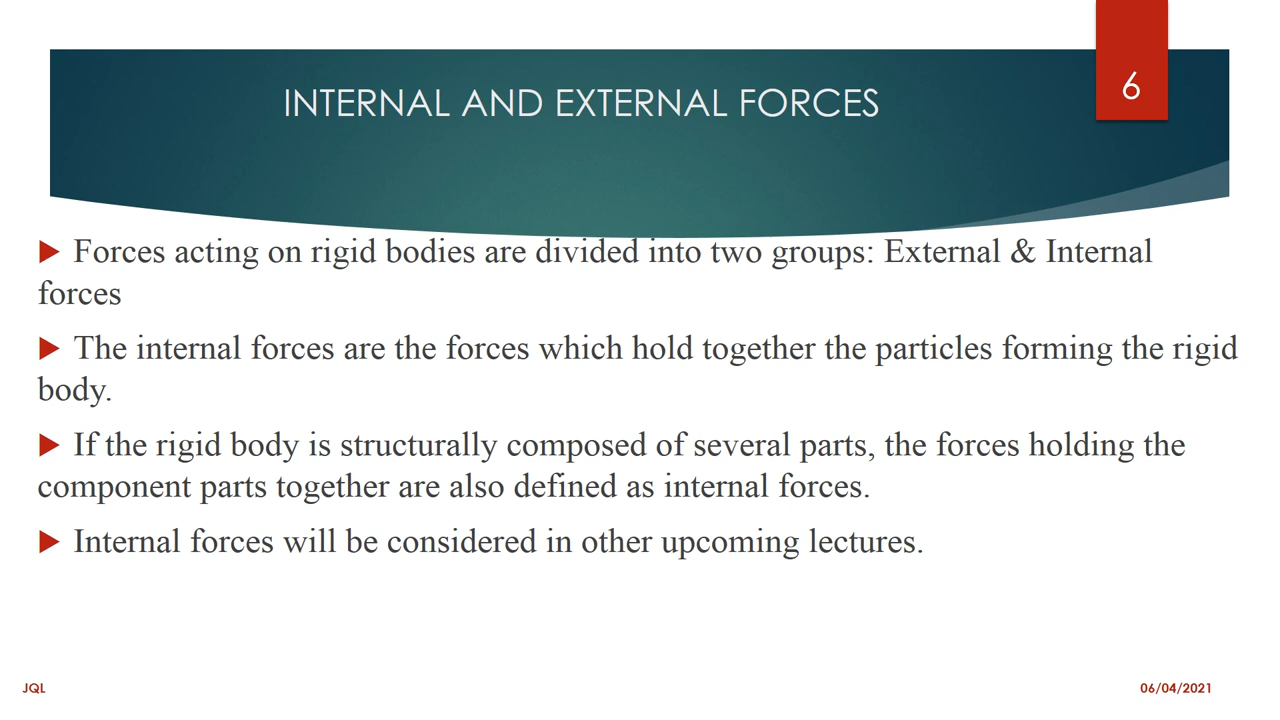 6
INTERNAL AND EXTERNAL FORCES
Forces acting on rigid bodies are divided into two groups: External & Internal
forces
The internal forces are the forces which hold together the particles forming the rigid
body.
If the rigid body is structurally composed of several parts, the forces holding the
component parts together are also defined as internal forces.
Internal forces will be considered in other upcoming lectures.
JQL
06/04/2021